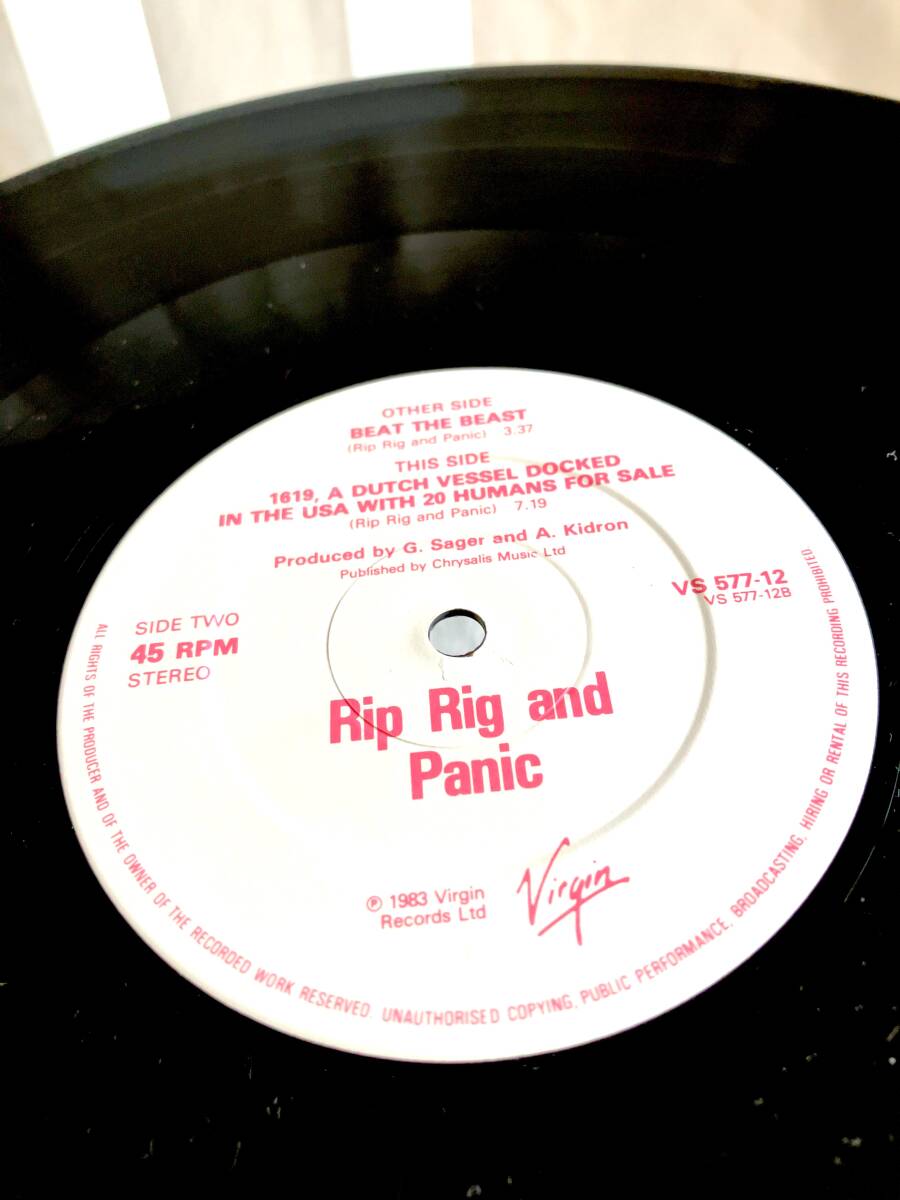 OTHER SIDE
BEAT THE BEAST
(Rip Rig and Panic) 3.37
THIS SIDE
1619, A DUTCH VESSEL DOCKED
IN THE USA WITH 20 HUMANS FOR SALE
(Rip Rig and Panic) 7.19
Produced by G. Sager and A. Kidron
Published by Chrysalis Music Ltd
SIDE TWO
45 RPM
STEREO
VS 577-12
VS 577-12B
Rip Rig and
Panic
℗ 1983 Virgin
Records Ltd
Virgin
ALL RIGHTS OF THE PRODUCER AND OF THE OWNER OF THE RECORDED WORK RESERVED. UNAUTHORISED COPYING, PUBLIC PERFORMANCE, BROADCASTING, HIRING OR RENTAL OF THIS RECORDING PROHIBITED